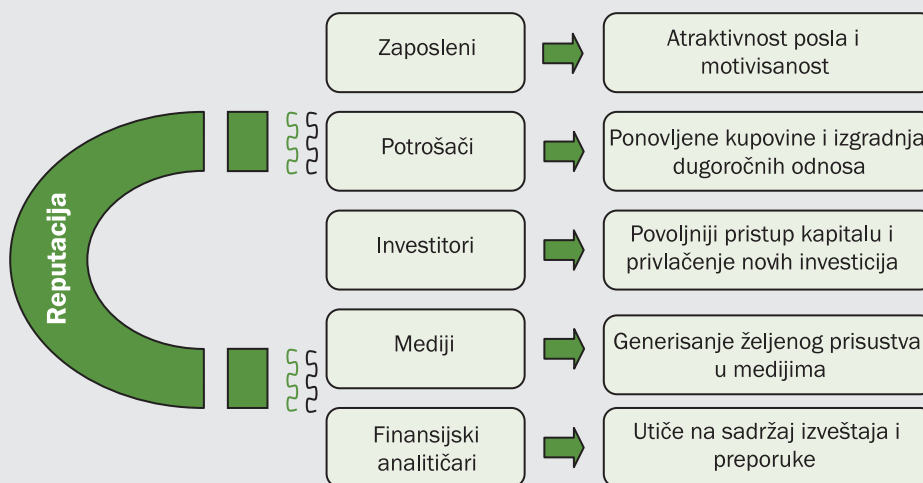 Reputacija
Zaposleni
Atraktivnost posla i
motivisanost
Potrošači
Ponovljene kupovine i izgradnja
dugoročnih odnosa
Investitori
Povoljniji pristup kapitalu i
privlačenje novih investicija
Mediji
Generisanje željenog prisustva
u medijima
Finansijski
analitičari
Utiče na sadržaj izveštaja i
preporuke